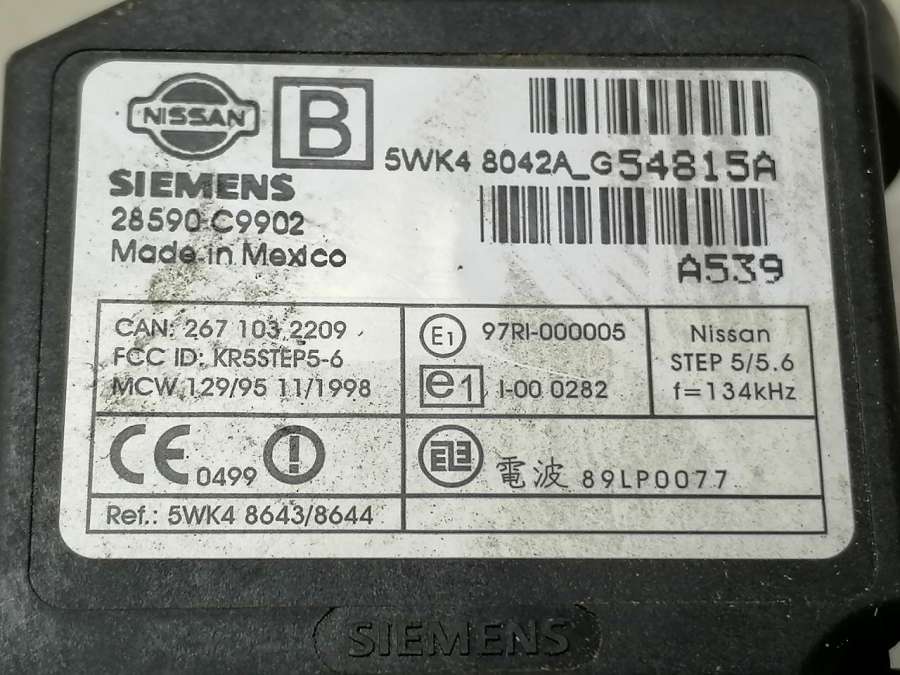 NISSAN
B
SIEMENS
28590 C9902
Made in Mexico
5WK4 8042A_G54815A
A539
CAN: 267 103 2209
FCC ID: KR5STEP5-6
MCW 129/95 11/1998
E1 97RI-000005
e1 I-00 0282
Nissan
STEP 5/5.6
f=134kHz
CE 0499
電波 89LP0077
Ref.: 5WK4 8643/8644
SIEMENS